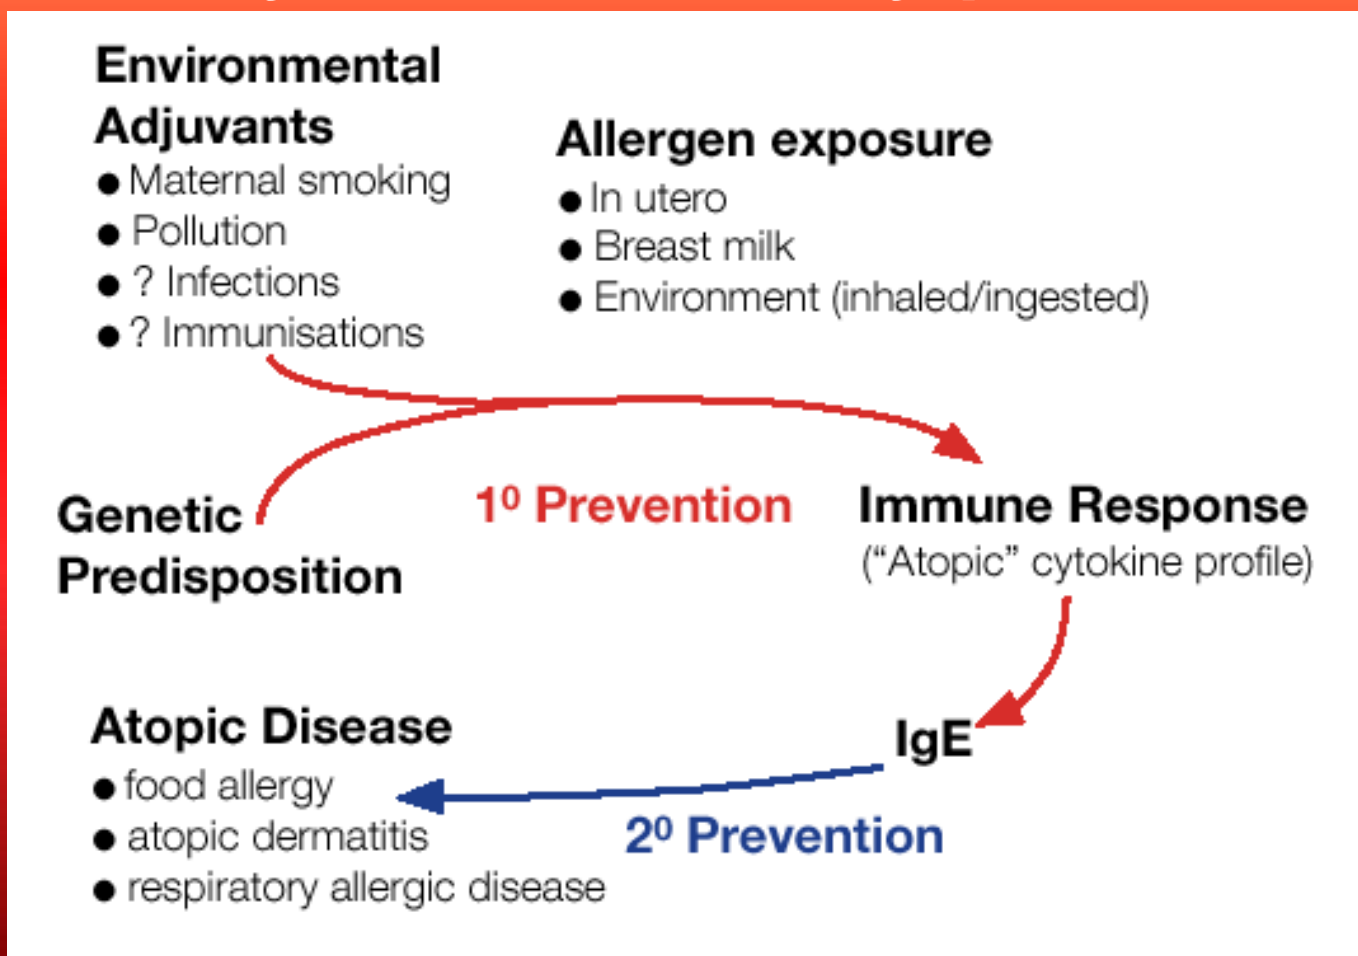 Environmental
Adjuvants
● Maternal smoking
● Pollution
● ? Infections
● ? Immunisations
Allergen exposure
● In utero
● Breast milk
● Environment (inhaled/ingested)
Genetic
Predisposition
1⁰ Prevention
Immune Response
(“Atopic” cytokine profile)
IgE
2⁰ Prevention
Atopic Disease
● food allergy
● atopic dermatitis
● respiratory allergic disease